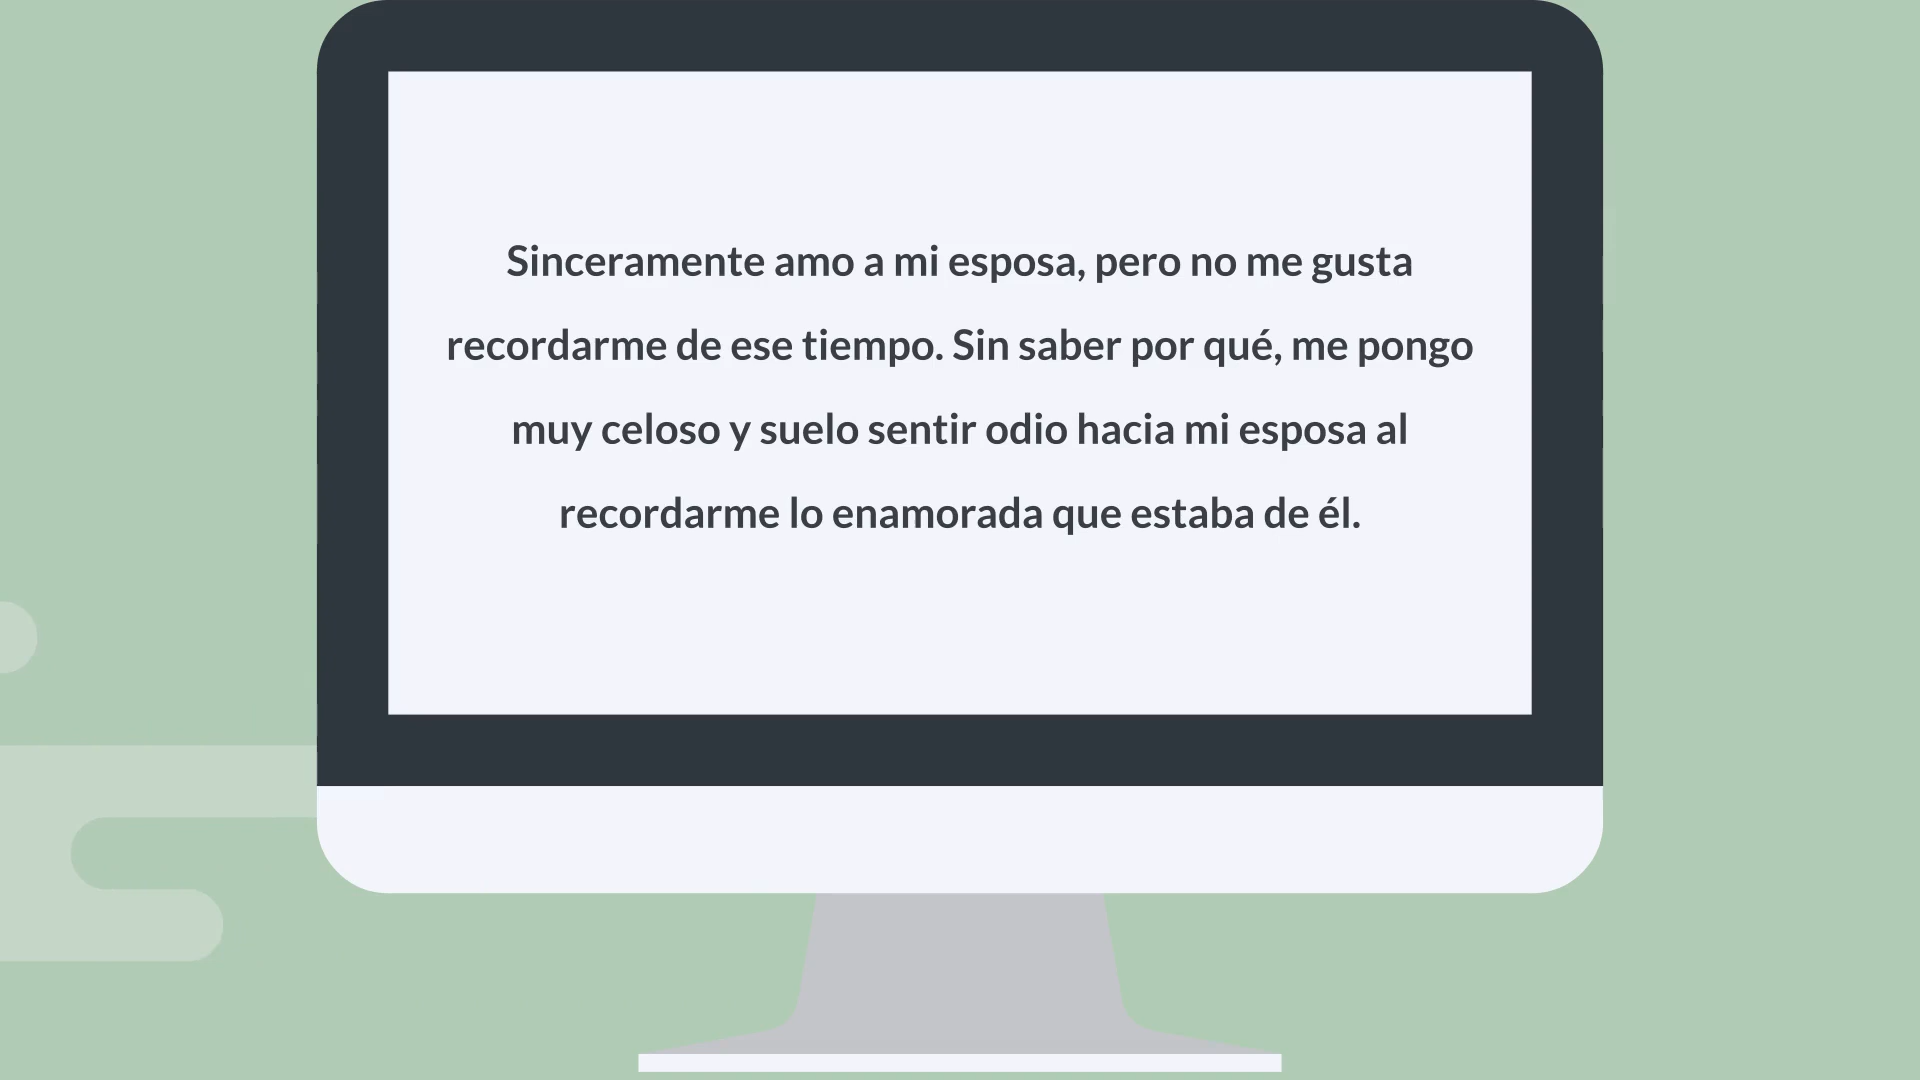 Sinceramente amo a mi esposa, pero no me gusta
recordarme de ese tiempo. Sin saber por qué, me pongo
muy celoso y suelo sentir odio hacia mi esposa al
recordarme lo enamorada que estaba de él.